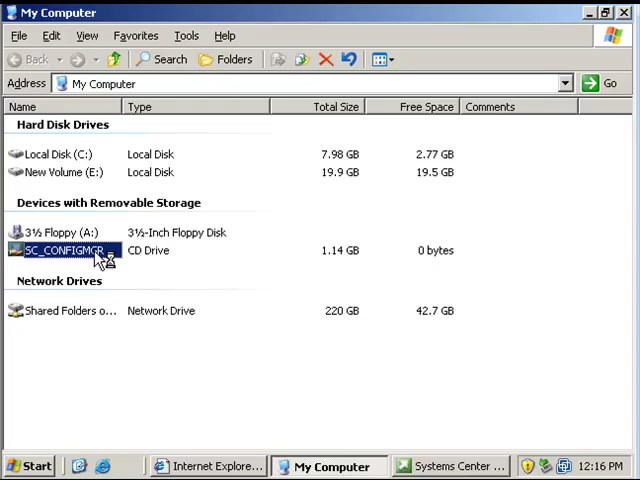 My Computer
File Edit View Favorites Tools Help
Back Search Folders
Address My Computer Go
Name Type Total Size Free Space Comments
Hard Disk Drives
Local Disk (C:) Local Disk 7.98 GB 2.77 GB
New Volume (E:) Local Disk 19.9 GB 19.5 GB
Devices with Removable Storage
3½ Floppy (A:) 3½-Inch Floppy Disk
SC_CONFIGMGR CD Drive 1.14 GB 0 bytes
Network Drives
Shared Folders o... Network Drive 220 GB 42.7 GB
Start Internet Explore... My Computer Systems Center ... 12:16 PM